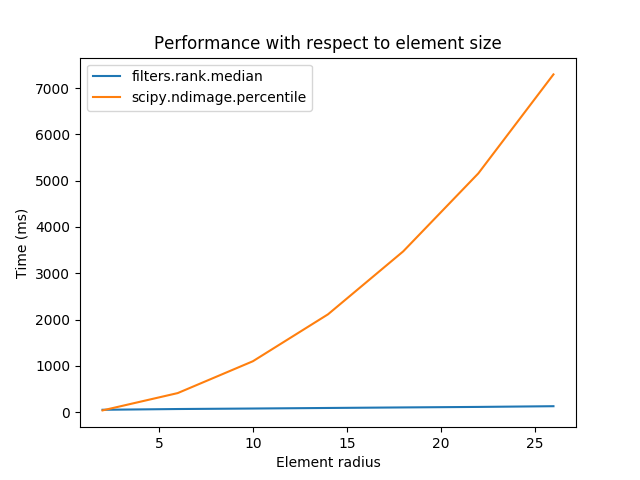 Performance with respect to element size
filters.rank.median
scipy.ndimage.percentile
7000
6000
5000
4000
3000
2000
1000
0
Time (ms)
5
10
15
20
25
Element radius